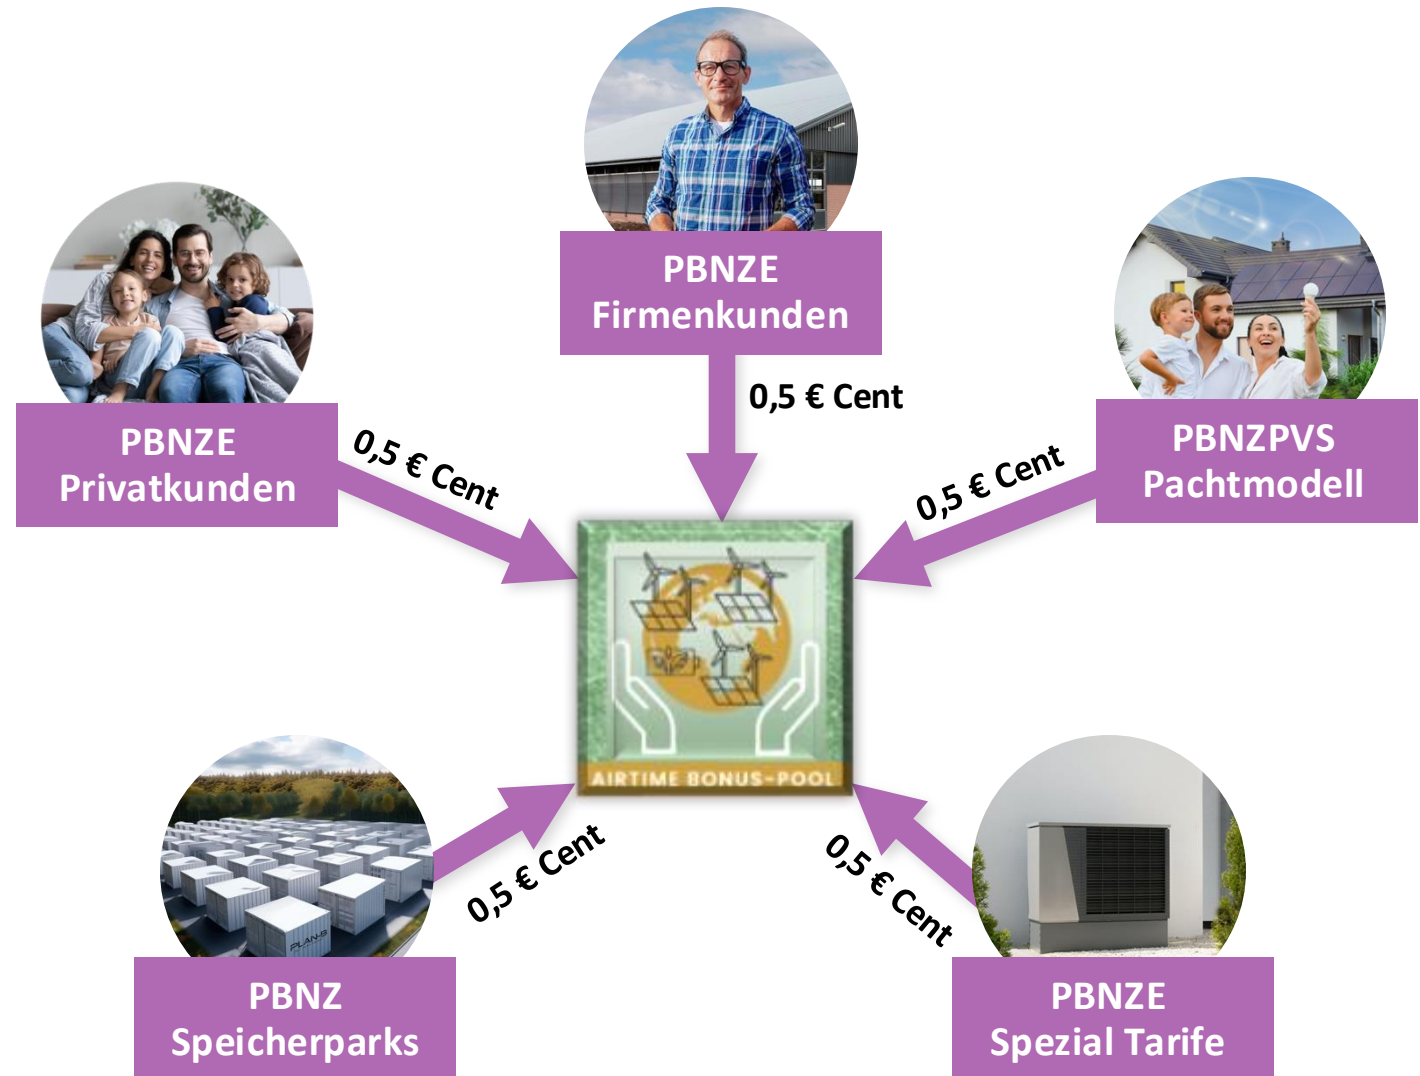 PBNZE
Firmenkunden
0,5 € Cent
PBNZE
Privatkunden
0,5 € Cent
PBNZPVS
Pachtmodell
0,5 € Cent
AIRTIME BONUS-POOL
PLAN-B
PBNZ
Speicherparks
0,5 € Cent
PBNZE
Spezial Tarife
0,5 € Cent